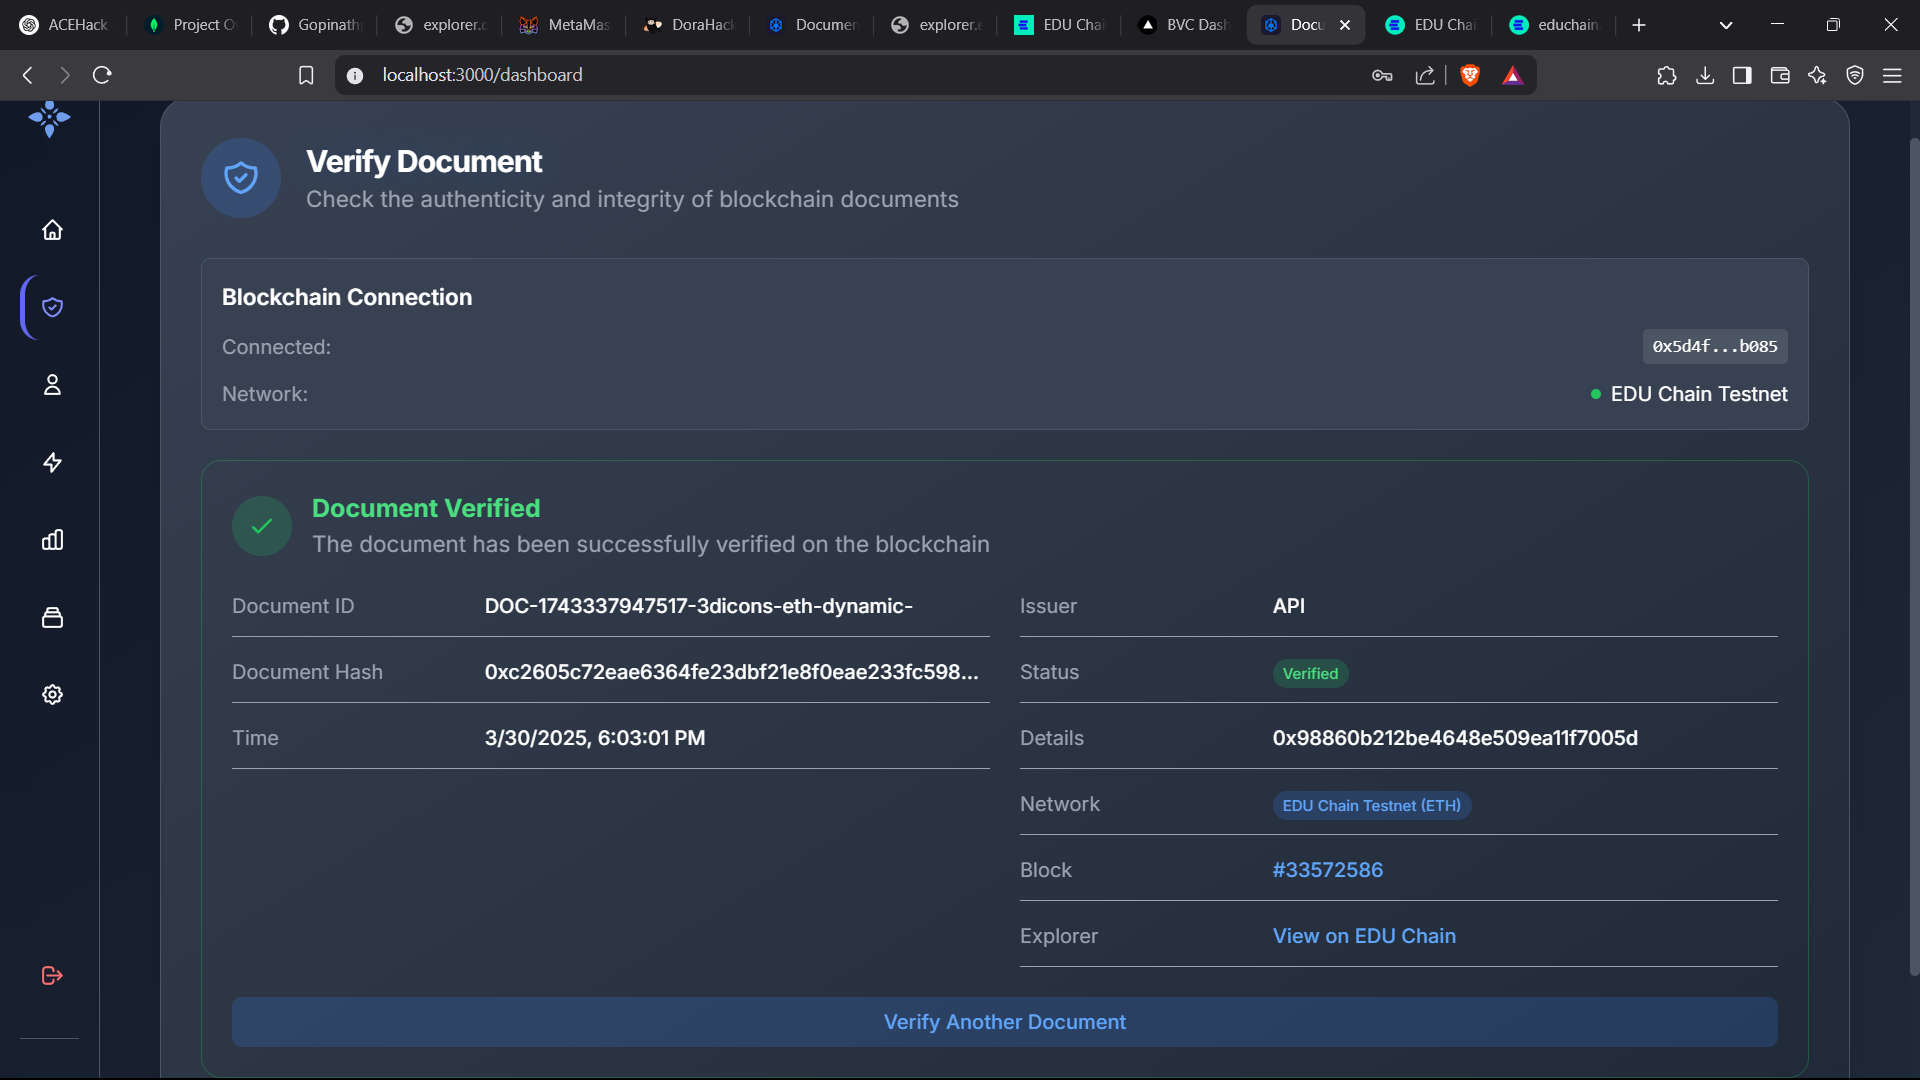 ACEHack
Project O
Gopinath
explorer.c
MetaMas
DoraHack
Documen
explorer.e
EDU Cha
BVC Dash
Docu
EDU Cha
educhain.
localhost:3000/dashboard
Verify Document
Check the authenticity and integrity of blockchain documents
Blockchain Connection
Connected:
0x5d4f...b085
Network:
EDU Chain Testnet
Document Verified
The document has been successfully verified on the blockchain
Document ID
DOC-1743337947517-3dicons-eth-dynamic-
Issuer
API
Document Hash
0xc2605c72eae6364fe23dbf21e8f0eae233fc598...
Status
Verified
Time
3/30/2025, 6:03:01 PM
Details
0x98860b212be4648e509ea11f7005d
Network
EDU Chain Testnet (ETH)
Block
#33572586
Explorer
View on EDU Chain
Verify Another Document